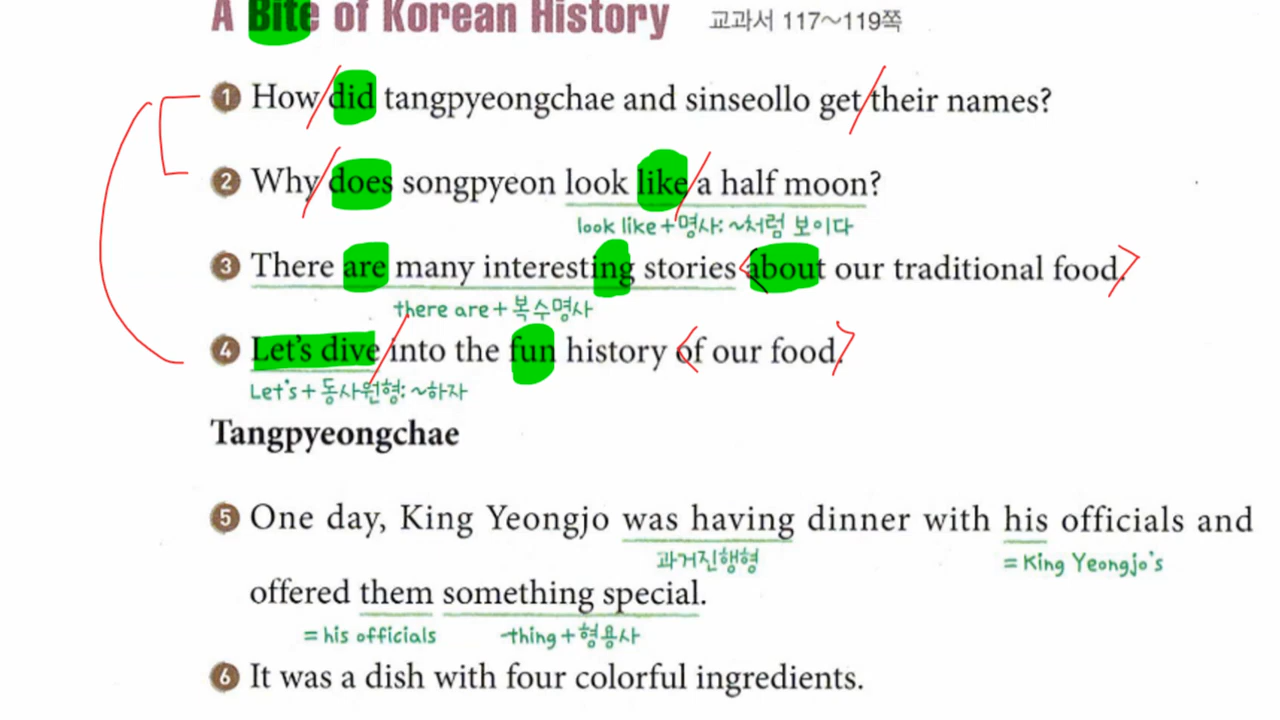 A Bite of Korean History 교과서 117~119쪽
1 How did tangpyeongchae and sinseollo get their names?
2 Why does songpyeon look like a half moon?
look like+명사: ~처럼 보이다
3 There are many interesting stories about our traditional food.
there are+복수명사
4 Let's dive into the fun history of our food.
Let's+동사원형: ~하자
Tangpyeongchae
5 One day, King Yeongjo was having dinner with his officials and
과거진행형 =King Yeongjo's
offered them something special.
=his officials -thing+형용사
6 It was a dish with four colorful ingredients.